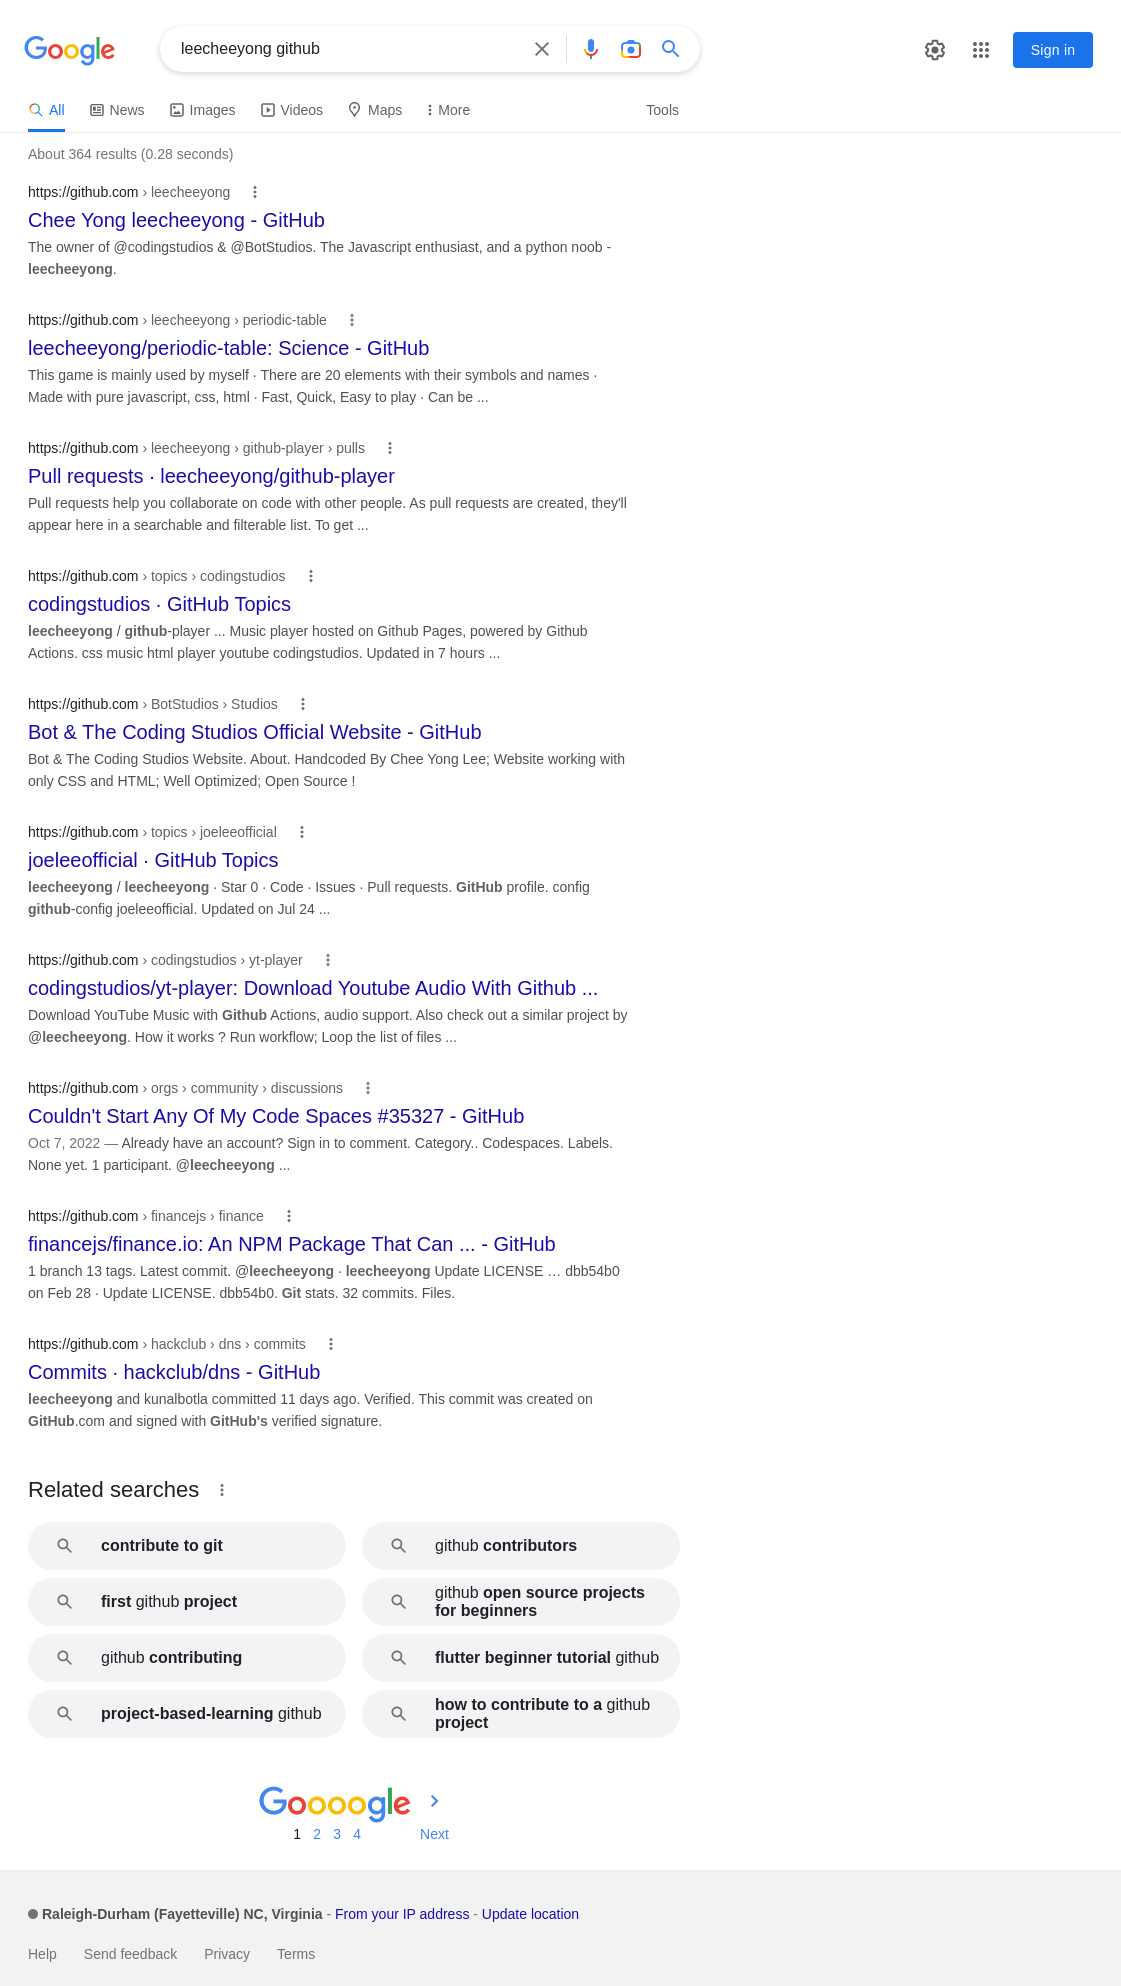 Google
leecheeyong github
Sign in
All News Images Videos Maps More Tools
About 364 results (0.28 seconds)
https://github.com › leecheeyong
Chee Yong leecheeyong - GitHub
The owner of @codingstudios & @BotStudios. The Javascript enthusiast, and a python noob -
leecheeyong.
https://github.com › leecheeyong › periodic-table
leecheeyong/periodic-table: Science - GitHub
This game is mainly used by myself · There are 20 elements with their symbols and names ·
Made with pure javascript, css, html · Fast, Quick, Easy to play · Can be ...
https://github.com › leecheeyong › github-player › pulls
Pull requests · leecheeyong/github-player
Pull requests help you collaborate on code with other people. As pull requests are created, they'll
appear here in a searchable and filterable list. To get ...
https://github.com › topics › codingstudios
codingstudios · GitHub Topics
leecheeyong / github-player ... Music player hosted on Github Pages, powered by Github
Actions. css music html player youtube codingstudios. Updated in 7 hours ...
https://github.com › BotStudios › Studios
Bot & The Coding Studios Official Website - GitHub
Bot & The Coding Studios Website. About. Handcoded By Chee Yong Lee; Website working with
only CSS and HTML; Well Optimized; Open Source !
https://github.com › topics › joeleeofficial
joeleeofficial · GitHub Topics
leecheeyong / leecheeyong · Star 0 · Code · Issues · Pull requests. GitHub profile. config
github-config joeleeofficial. Updated on Jul 24 ...
https://github.com › codingstudios › yt-player
codingstudios/yt-player: Download Youtube Audio With Github ...
Download YouTube Music with Github Actions, audio support. Also check out a similar project by
@leecheeyong. How it works ? Run workflow; Loop the list of files ...
https://github.com › orgs › community › discussions
Couldn't Start Any Of My Code Spaces #35327 - GitHub
Oct 7, 2022 — Already have an account? Sign in to comment. Category.. Codespaces. Labels.
None yet. 1 participant. @leecheeyong ...
https://github.com › financejs › finance
financejs/finance.io: An NPM Package That Can ... - GitHub
1 branch 13 tags. Latest commit. @leecheeyong · leecheeyong Update LICENSE … dbb54b0
on Feb 28 · Update LICENSE. dbb54b0. Git stats. 32 commits. Files.
https://github.com › hackclub › dns › commits
Commits · hackclub/dns - GitHub
leecheeyong and kunalbotla committed 11 days ago. Verified. This commit was created on
GitHub.com and signed with GitHub's verified signature.
Related searches
contribute to git
github contributors
first github project
github open source projects
for beginners
github contributing
flutter beginner tutorial github
project-based-learning github
how to contribute to a github
project
Gooooogle
1 2 3 4 Next
Raleigh-Durham (Fayetteville) NC, Virginia - From your IP address - Update location
Help Send feedback Privacy Terms